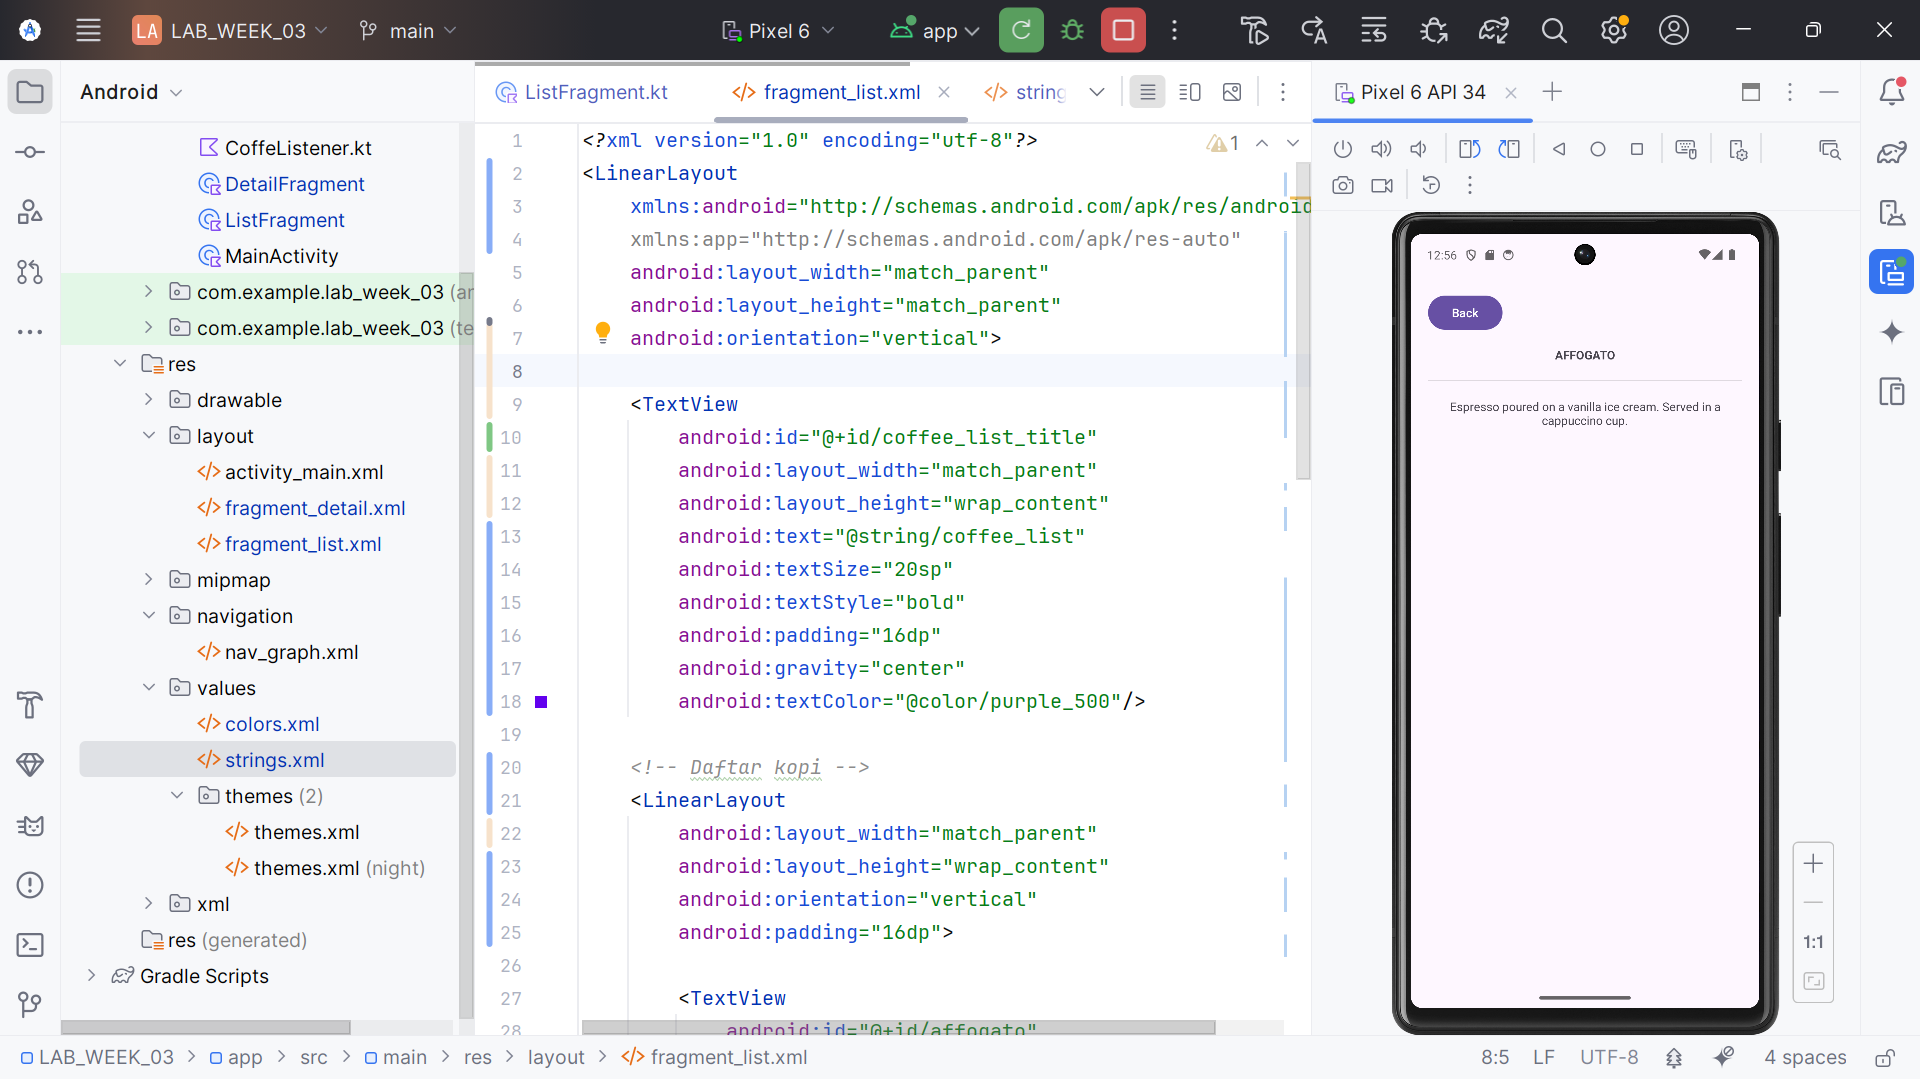 LA LAB_WEEK_03 main Pixel 6 app
Android
CoffeListener.kt
DetailFragment
ListFragment
MainActivity
com.example.lab_week_03 (ar
com.example.lab_week_03 (te
res
drawable
layout
activity_main.xml
fragment_detail.xml
fragment_list.xml
mipmap
navigation
nav_graph.xml
values
colors.xml
strings.xml
themes (2)
themes.xml
themes.xml (night)
xml
res (generated)
Gradle Scripts
ListFragment.kt fragment_list.xml string
1 <?xml version="1.0" encoding="utf-8"?> 1
2 <LinearLayout
3 xmlns:android="http://schemas.android.com/apk/res/android
4 xmlns:app="http://schemas.android.com/apk/res-auto"
5 android:layout_width="match_parent"
6 android:layout_height="match_parent"
7 android:orientation="vertical">
8
9 <TextView
10 android:id="@+id/coffee_list_title"
11 android:layout_width="match_parent"
12 android:layout_height="wrap_content"
13 android:text="@string/coffee_list"
14 android:textSize="20sp"
15 android:textStyle="bold"
16 android:padding="16dp"
17 android:gravity="center"
18 android:textColor="@color/purple_500"/>
19
20 <!-- Daftar kopi -->
21 <LinearLayout
22 android:layout_width="match_parent"
23 android:layout_height="wrap_content"
24 android:orientation="vertical"
25 android:padding="16dp">
26
27 <TextView
28 android:id="@+id/affogato"
Pixel 6 API 34
12:56
Back
AFFOGATO
Espresso poured on a vanilla ice cream. Served in a
cappuccino cup.
1:1
LAB_WEEK_03 > app > src > main > res > layout > fragment_list.xml
8:5 LF UTF-8 4 spaces